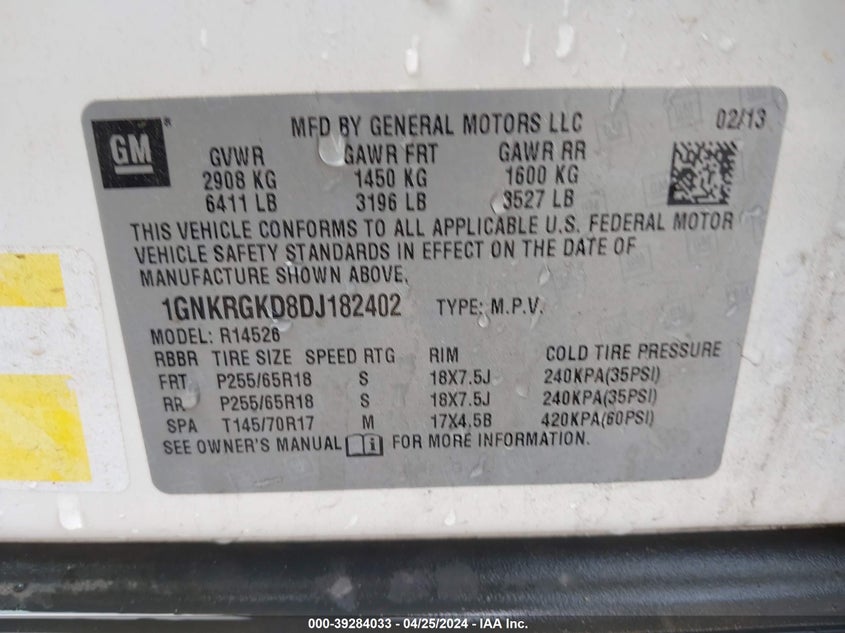 GM
MFD BY GENERAL MOTORS LLC 02/13
GVWR GAWR FRT GAWR RR
2908 KG 1450 KG 1600 KG
6411 LB 3196 LB 3527 LB
THIS VEHICLE CONFORMS TO ALL APPLICABLE U.S. FEDERAL MOTOR
VEHICLE SAFETY STANDARDS IN EFFECT ON THE DATE OF
MANUFACTURE SHOWN ABOVE.
1GNKRGKD8DJ182402 TYPE: M.P.V.
MODEL: R14526
RBBR TIRE SIZE SPEED RTG RIM COLD TIRE PRESSURE
FRT P255/65R18 S 18X7.5J 240KPA(35PSI)
RR P255/65R18 S 18X7.5J 240KPA(35PSI)
SPA T145/70R17 M 17X4.5B 420KPA(60PSI)
SEE OWNER'S MANUAL i FOR MORE INFORMATION.
000-39284033 - 04/25/2024 - IAA Inc.